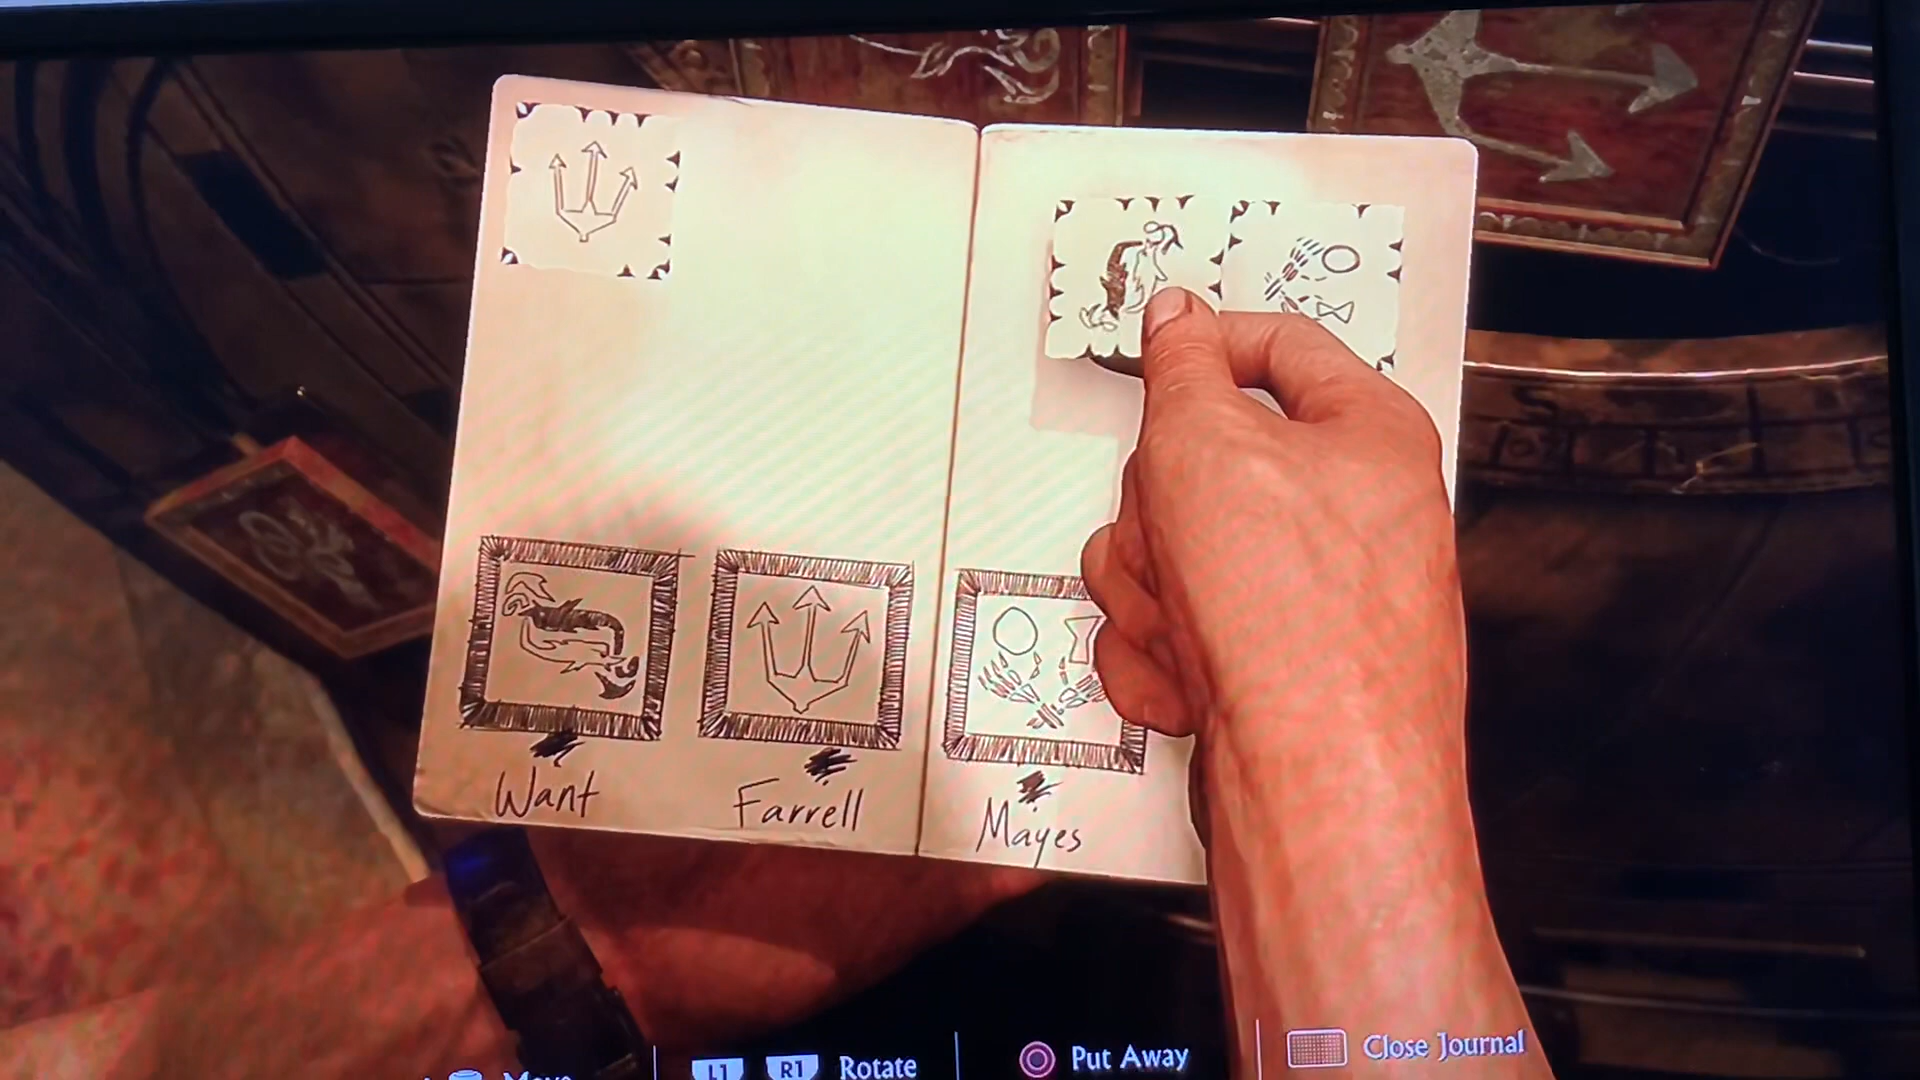 Want
Farrell
Mayes
L1 R1 Rotate
Put Away
Close Journal